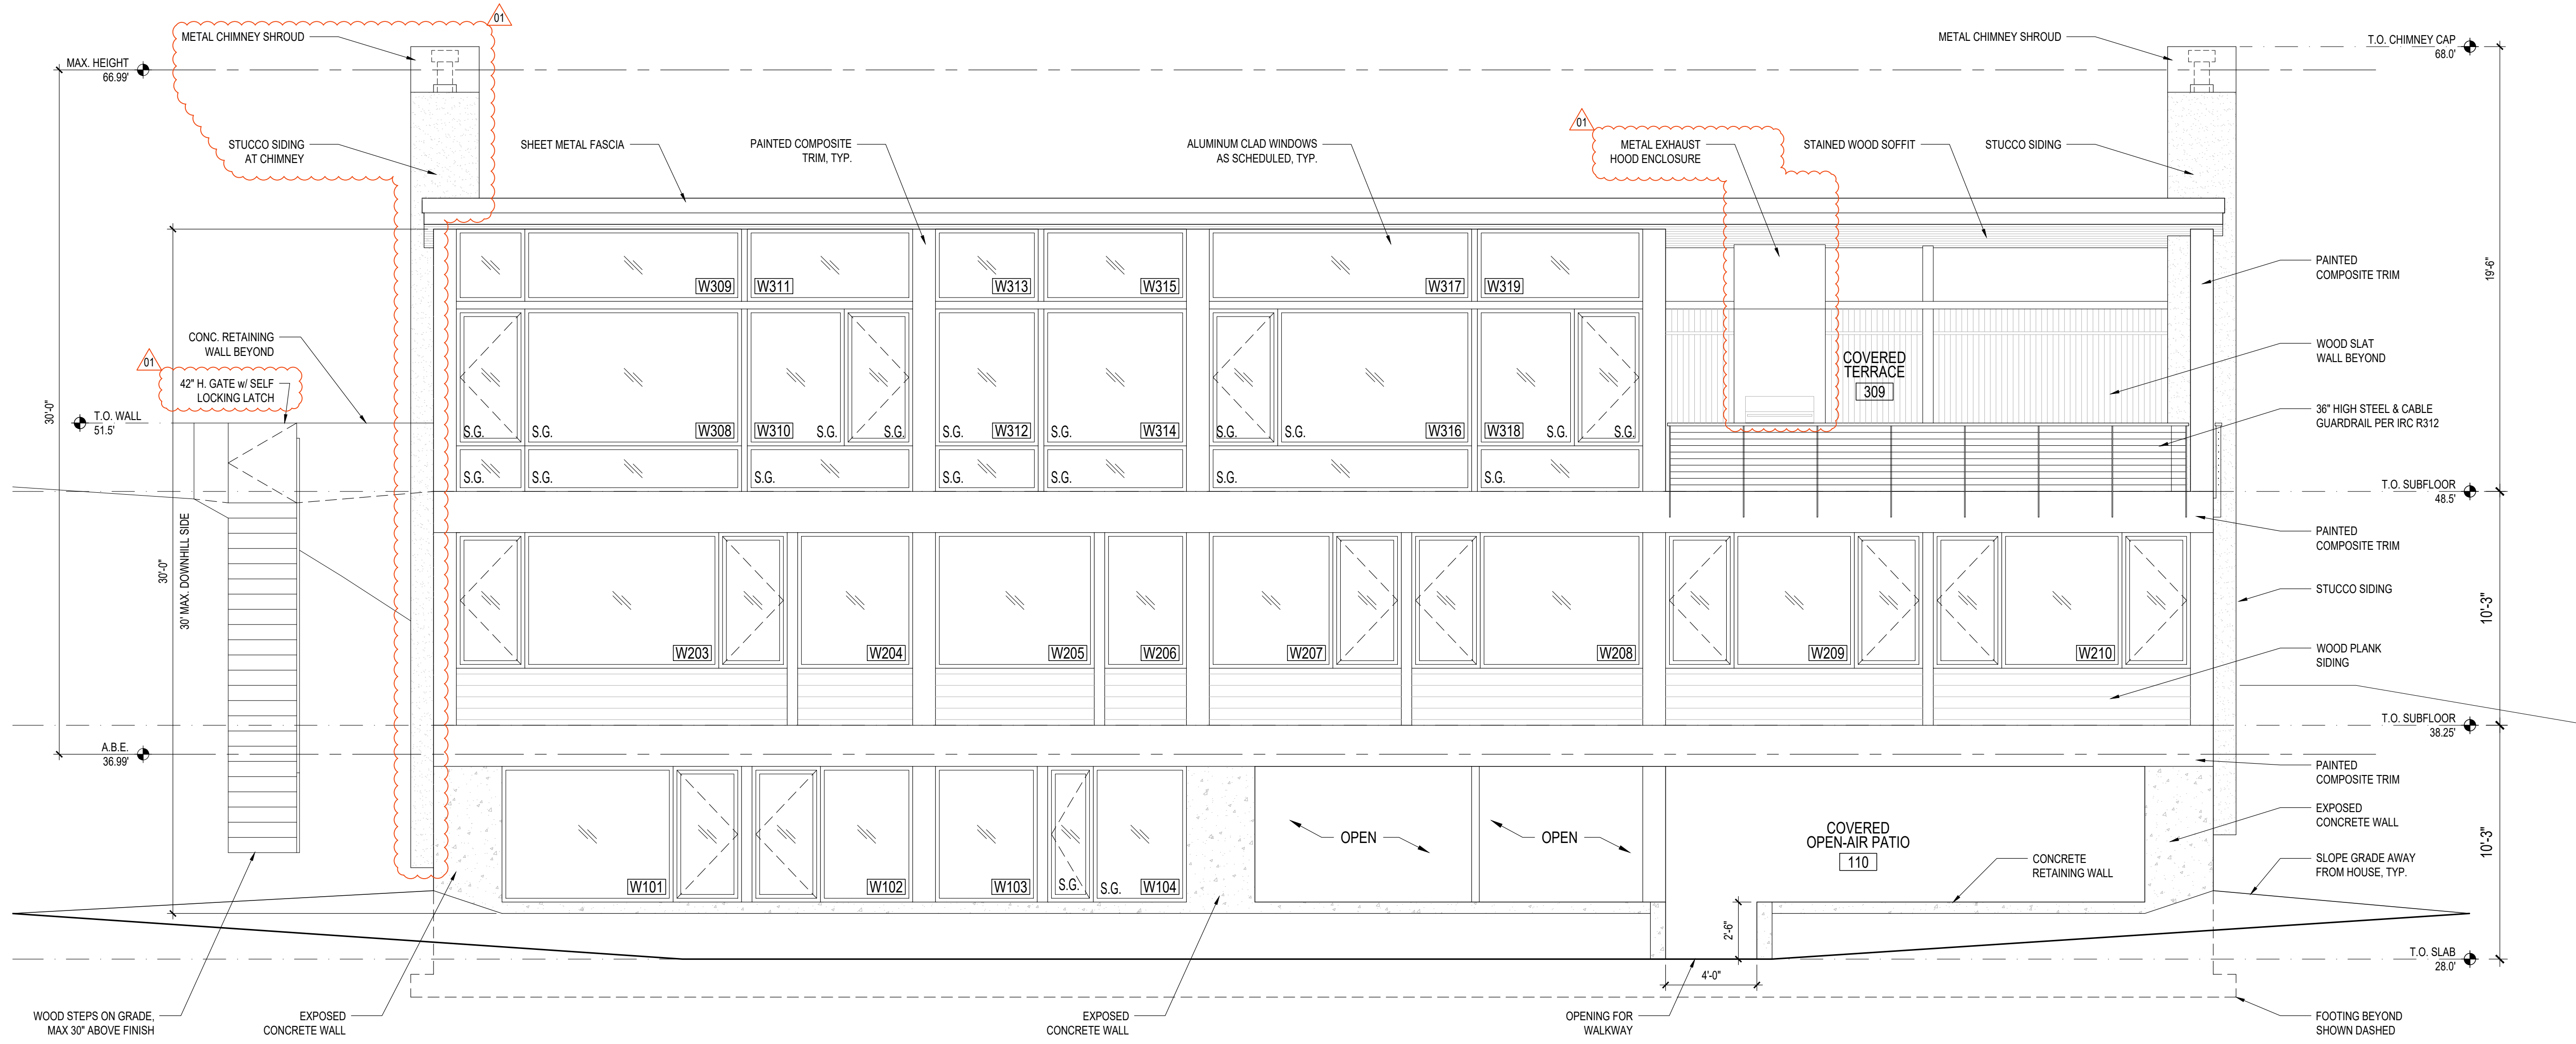 01
METAL CHIMNEY SHROUD
METAL CHIMNEY SHROUD
T.O. CHIMNEY CAP
68.0'
MAX. HEIGHT
66.99'
01
STUCCO SIDING
AT CHIMNEY
SHEET METAL FASCIA
PAINTED COMPOSITE
TRIM, TYP.
ALUMINUM CLAD WINDOWS
AS SCHEDULED, TYP.
METAL EXHAUST
HOOD ENCLOSURE
STAINED WOOD SOFFIT
STUCCO SIDING
PAINTED
COMPOSITE TRIM
19'-6"
W309
W311
W313
W315
W317
W319
CONC. RETAINING
WALL BEYOND
01
42" H. GATE w/ SELF
LOCKING LATCH
30'-0"
T.O. WALL
51.5'
COVERED
TERRACE
309
WOOD SLAT
WALL BEYOND
36" HIGH STEEL & CABLE
GUARDRAIL PER IRC R312
S.G.
S.G.
W308
W310
S.G.
S.G.
S.G.
W312
S.G.
W314
S.G.
S.G.
W316
W318
S.G.
S.G.
S.G.
S.G.
S.G.
S.G.
S.G.
S.G.
S.G.
T.O. SUBFLOOR
48.5'
PAINTED
COMPOSITE TRIM
30'-0"
30' MAX. DOWNHILL SIDE
STUCCO SIDING
10'-3"
W203
W204
W205
W206
W207
W208
W209
W210
WOOD PLANK
SIDING
T.O. SUBFLOOR
38.25'
A.B.E.
36.99'
PAINTED
COMPOSITE TRIM
EXPOSED
CONCRETE WALL
OPEN
OPEN
COVERED
OPEN-AIR PATIO
110
10'-3"
CONCRETE
RETAINING WALL
SLOPE GRADE AWAY
FROM HOUSE, TYP.
W101
W102
W103
S.G.
S.G.
W104
2'-6"
4'-0"
T.O. SLAB
28.0'
WOOD STEPS ON GRADE,
MAX 30" ABOVE FINISH
EXPOSED
CONCRETE WALL
EXPOSED
CONCRETE WALL
OPENING FOR
WALKWAY
FOOTING BEYOND
SHOWN DASHED